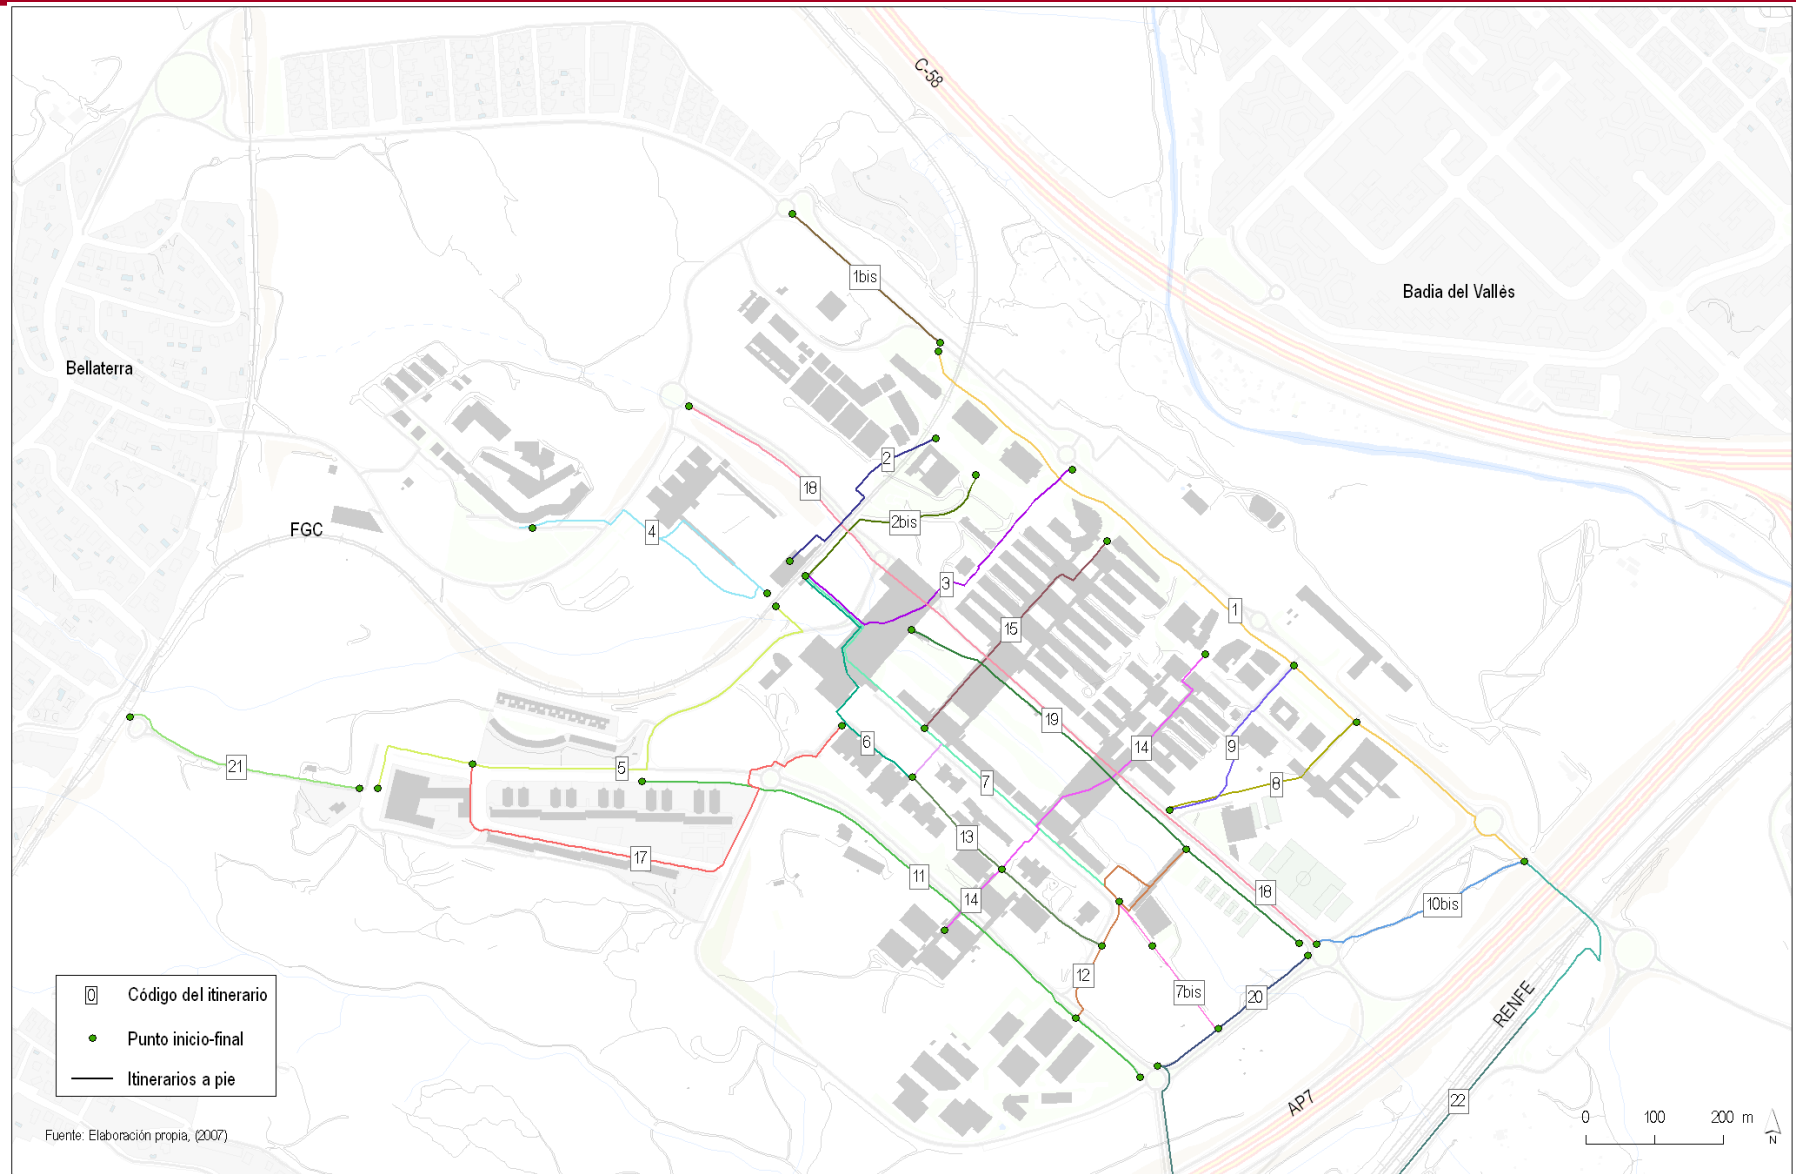 C-58
1bis
Badia del Vallès
Bellaterra
2
18
2bis
FGC
4
3
1
15
19
6
14
9
21
5
7
8
13
17
11
18
14
10bis
12
7bis
20
RENFE
0 Código del itinerario
Punto inicio-final
Itinerarios a pie
AP7
22
0 100 200 m
N
Fuente: Elaboración propia, (2007)